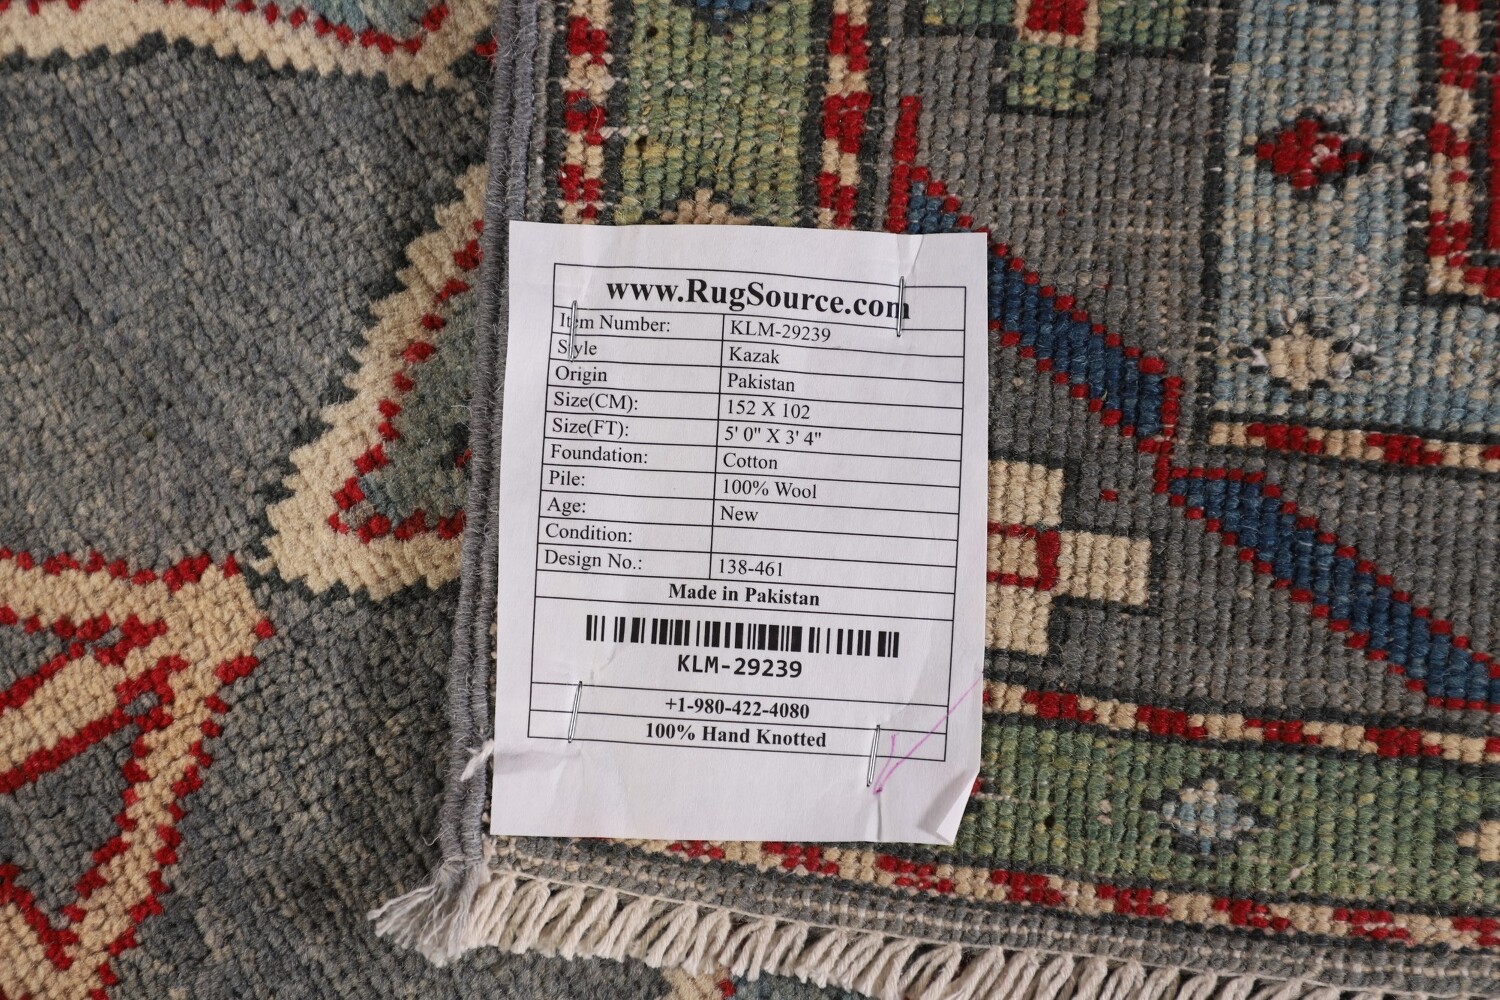 www.RugSource.com
Item Number: KLM-29239
Style Kazak
Origin Pakistan
Size(CM): 152 X 102
Size(FT): 5' 0" X 3' 4"
Foundation: Cotton
Pile: 100% Wool
Age: New
Condition:
Design No.: 138-461
Made in Pakistan
KLM-29239
+1-980-422-4080
100% Hand Knotted